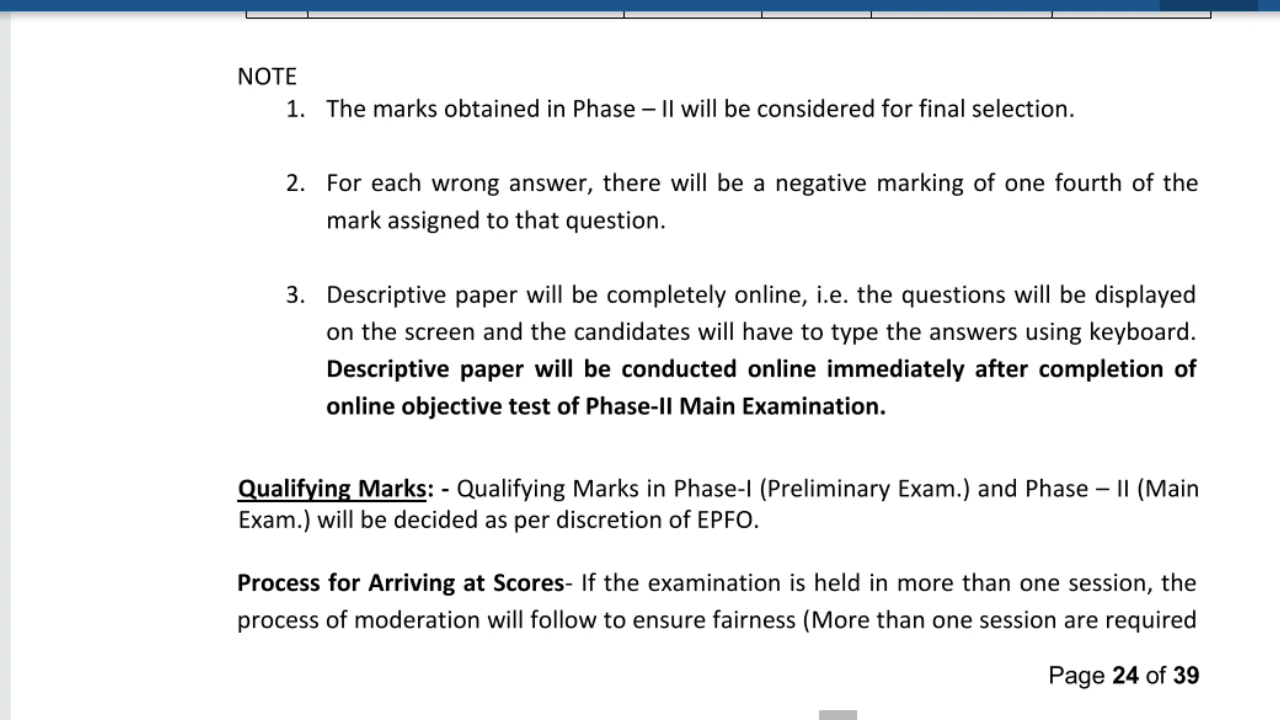 NOTE
1. The marks obtained in Phase – II will be considered for final selection.
2. For each wrong answer, there will be a negative marking of one fourth of the
mark assigned to that question.
3. Descriptive paper will be completely online, i.e. the questions will be displayed
on the screen and the candidates will have to type the answers using keyboard.
Descriptive paper will be conducted online immediately after completion of
online objective test of Phase-II Main Examination.
Qualifying Marks: - Qualifying Marks in Phase-I (Preliminary Exam.) and Phase – II (Main
Exam.) will be decided as per discretion of EPFO.
Process for Arriving at Scores- If the examination is held in more than one session, the
process of moderation will follow to ensure fairness (More than one session are required
Page 24 of 39